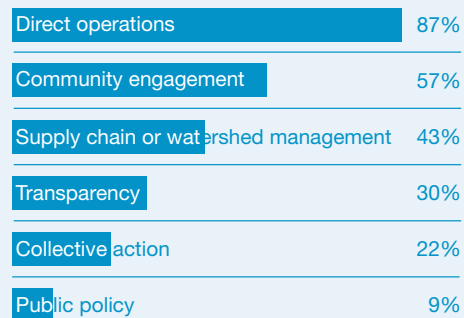 Direct operations 87%
Community engagement 57%
Supply chain or watershed management 43%
Transparency 30%
Collective action 22%
Public policy 9%